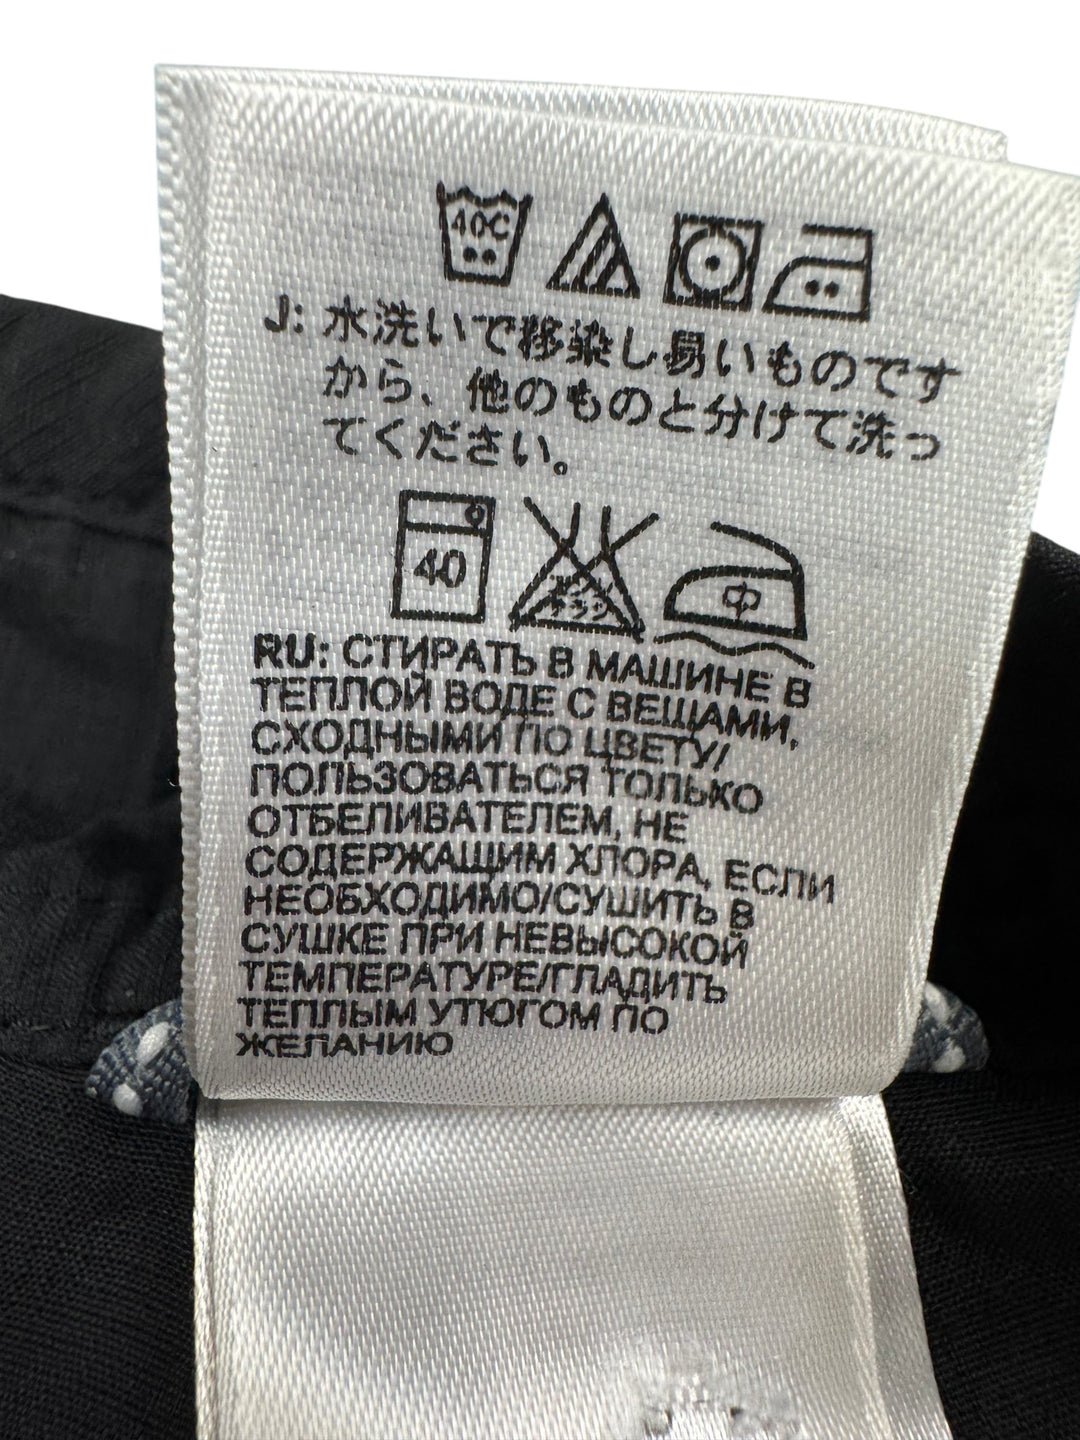 40C
J: 水洗いで移染し易いものです
から、他のものと分けて洗っ
てください。
40
中
RU: СТИРАТЬ В МАШИНЕ В
ТЕПЛОЙ ВОДЕ С ВЕЩАМИ,
СХОДНЫМИ ПО ЦВЕТУ/
ПОЛЬЗОВАТЬСЯ ТОЛЬКО
ОТБЕЛИВАТЕЛЕМ, НЕ
СОДЕРЖАЩИМ ХЛОРА, ЕСЛИ
НЕОБХОДИМО/СУШИТЬ В
СУШКЕ ПРИ НЕВЫСОКОЙ
ТЕМПЕРАТУРЕ/ГЛАДИТЬ
ТЕПЛЫМ УТЮГОМ ПО
ЖЕЛАНИЮ